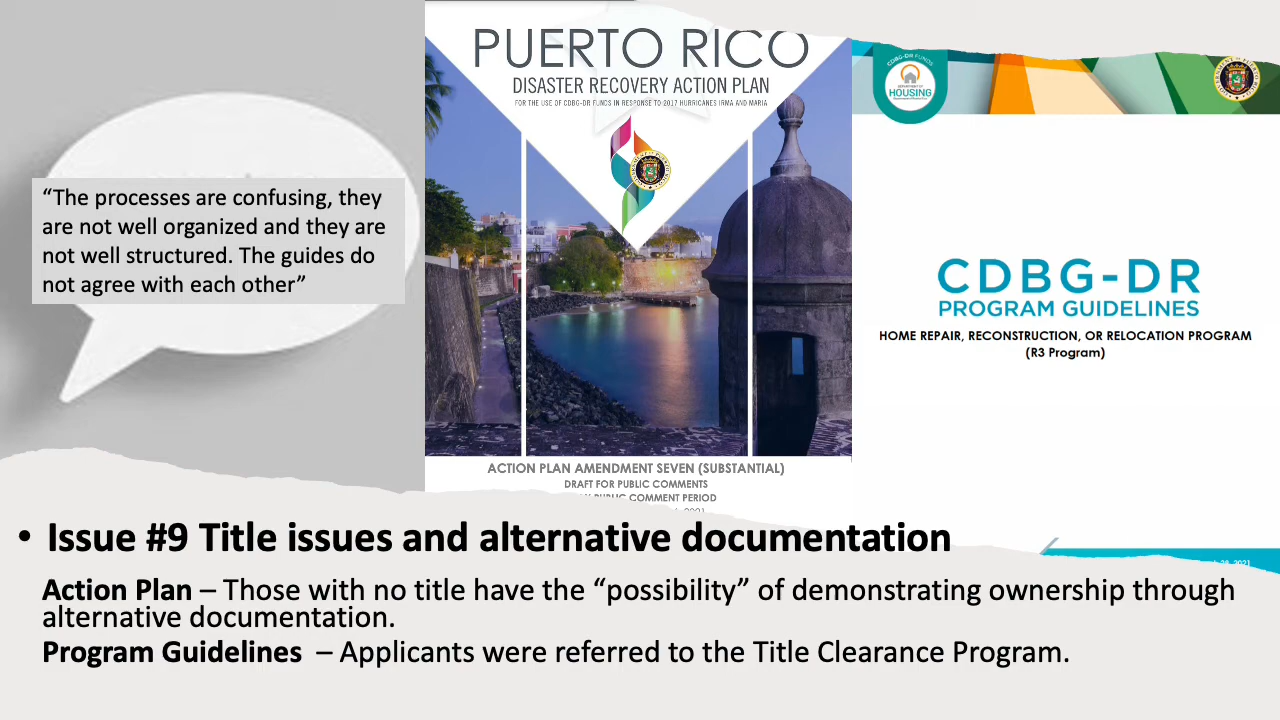 “The processes are confusing, they
are not well organized and they are
not well structured. The guides do
not agree with each other”
PUERTO RICO
DISASTER RECOVERY ACTION PLAN
FOR THE USE OF CDBG-DR FUNDS IN RESPONSE TO 2017 HURRICANES IRMA AND MARIA
ACTION PLAN AMENDMENT SEVEN (SUBSTANTIAL)
DRAFT FOR PUBLIC COMMENTS
PUBLIC COMMENT PERIOD
2021
CDBG-DR FUNDS
DEPARTMENT OF
HOUSING
CDBG-DR
PROGRAM GUIDELINES
HOME REPAIR, RECONSTRUCTION, OR RELOCATION PROGRAM
(R3 Program)
2021
• Issue #9 Title issues and alternative documentation
Action Plan – Those with no title have the “possibility” of demonstrating ownership through
alternative documentation.
Program Guidelines – Applicants were referred to the Title Clearance Program.